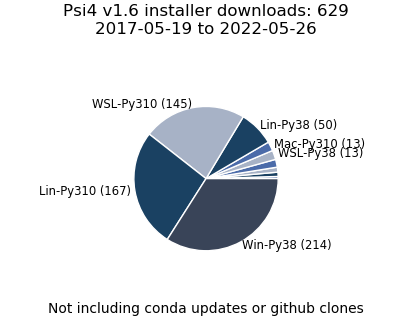 Psi4 v1.6 installer downloads: 629
2017-05-19 to 2022-05-26
WSL-Py310 (145)
Lin-Py38 (50)
Mac-Py310 (13)
WSL-Py38 (13)
Lin-Py310 (167)
Win-Py38 (214)
Not including conda updates or github clones